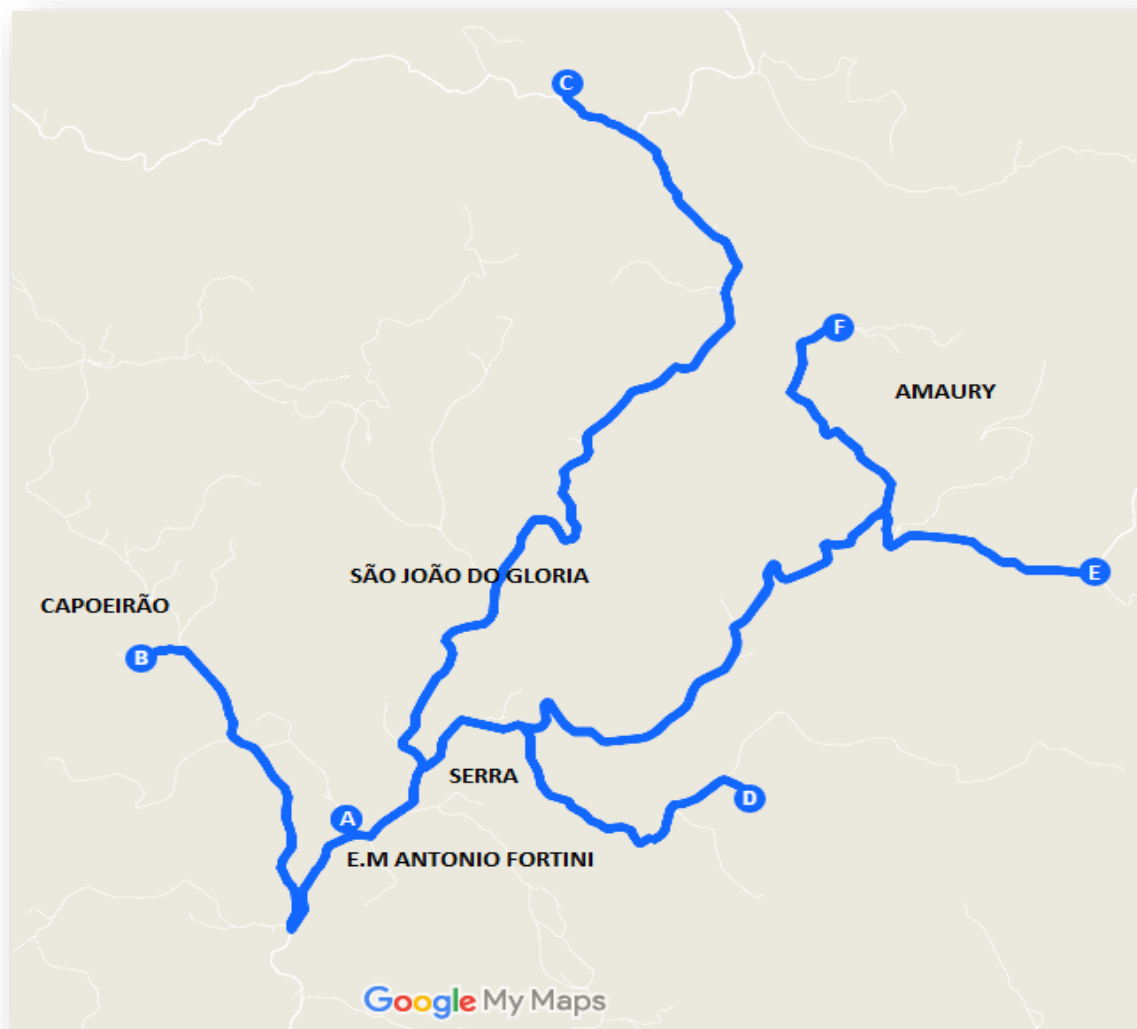 C
F
AMAURY
E
SÃO JOÃO DO GLORIA
CAPOEIRÃO
B
SERRA
D
A
E.M ANTONIO FORTINI
Google My Maps